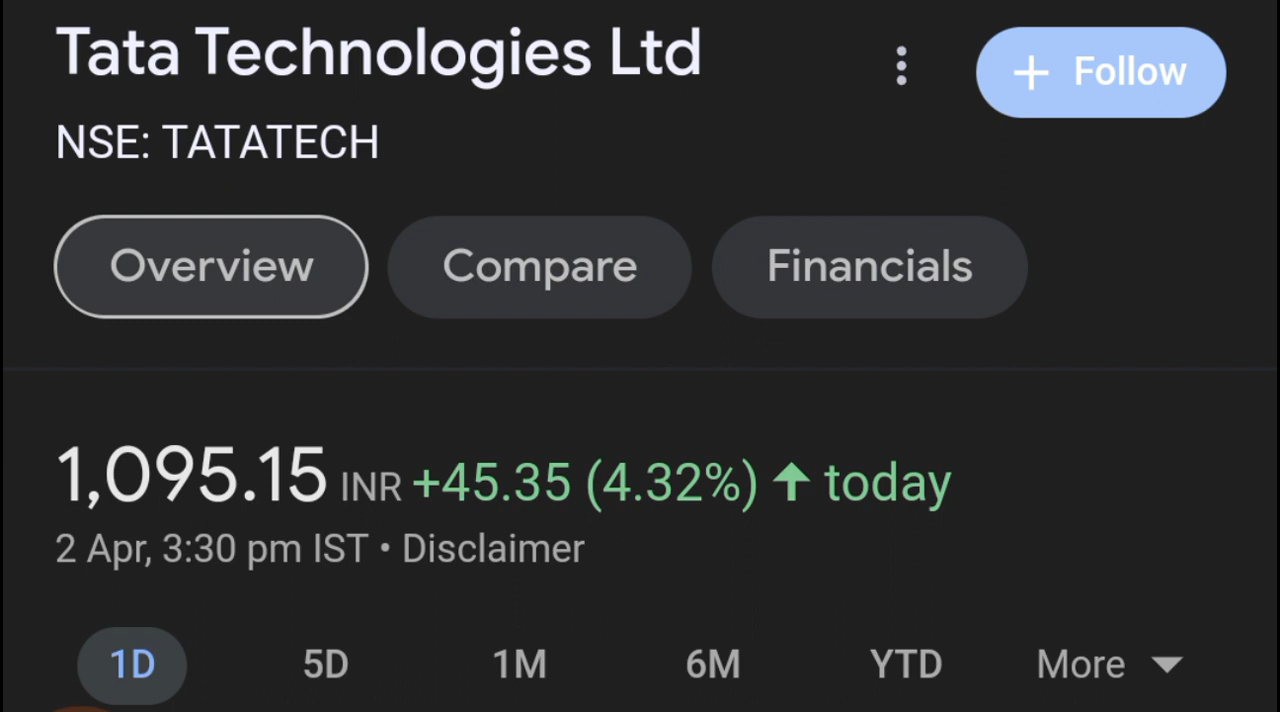 Tata Technologies Ltd
+ Follow
NSE: TATATECH
Overview
Compare
Financials
1,095.15 INR +45.35 (4.32%) ↑ today
2 Apr, 3:30 pm IST • Disclaimer
1D 5D 1M 6M YTD More